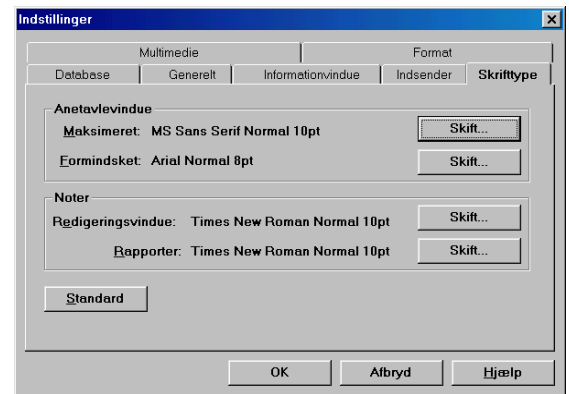 Indstillinger
Multimedie Format
Database Generelt Informationvindue Indsender Skrifttype
Anetavlevindue
Maksimeret: MS Sans Serif Normal 10pt Skift...
Formindsket: Arial Normal 8pt Skift...
Noter
Redigeringsvindue: Times New Roman Normal 10pt Skift...
Rapporter: Times New Roman Normal 10pt Skift...
Standard
OK Afbryd Hjælp